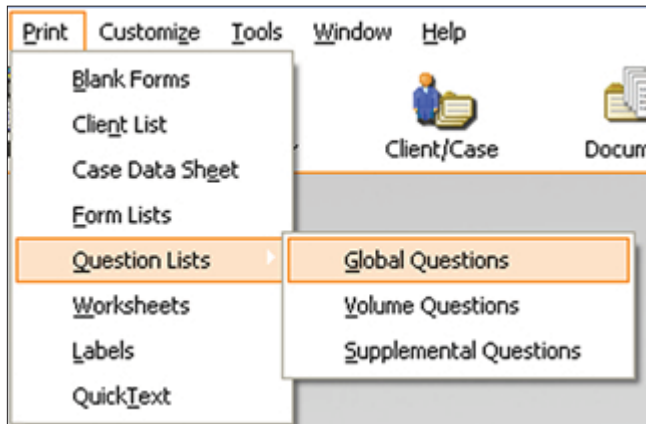 Print Customize Tools Window Help
Blank Forms
Client List
Case Data Sheet
Form Lists
Question Lists
Worksheets
Labels
QuickText
Client/Case
Global Questions
Volume Questions
Supplemental Questions